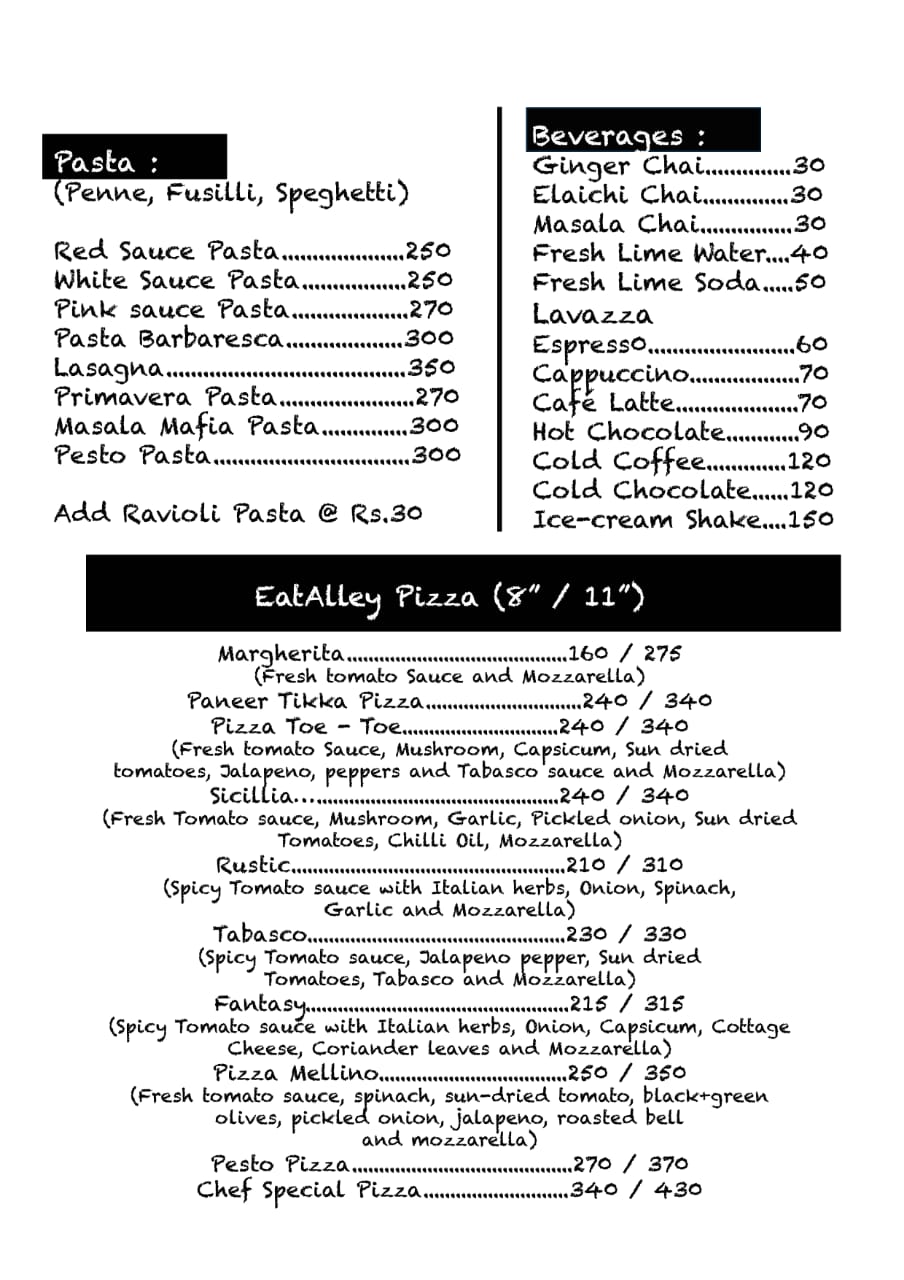 Pasta :
(Penne, Fusilli, Speghetti)
Red Sauce Pasta...................250
White Sauce Pasta................250
Pink sauce Pasta..................270
Pasta Barbaresca..................300
Lasagna.....................................350
Primavera Pasta.....................270
Masala Mafia Pasta.............300
Pesto Pasta..............................300
Add Ravioli Pasta @ Rs.30
Beverages :
Ginger Chai..............30
Elaichi Chai..............30
Masala Chai..............30
Fresh Lime Water....40
Fresh Lime Soda.....50
Lavazza
Espresso.......................60
Cappuccino.................70
Café Latte...................70
Hot Chocolate...........90
Cold Coffee.............120
Cold Chocolate......120
Ice-cream Shake....150
EatAlley Pizza (8” / 11”)
Margherita.........................................160 / 275
(Fresh tomato Sauce and Mozzarella)
Paneer Tikka Pizza.............................240 / 340
Pizza Toe - Toe.............................240 / 340
(Fresh tomato Sauce, Mushroom, Capsicum, Sun dried
tomatoes, Jalapeno, peppers and Tabasco sauce and Mozzarella)
Sicillia................................................240 / 340
(Fresh Tomato sauce, Mushroom, Garlic, Pickled onion, Sun dried
Tomatoes, Chilli Oil, Mozzarella)
Rustic...................................................210 / 310
(Spicy Tomato sauce with Italian herbs, Onion, Spinach,
Garlic and Mozzarella)
Tabasco................................................230 / 330
(Spicy Tomato sauce, Jalapeno pepper, Sun dried
Tomatoes, Tabasco and Mozzarella)
Fantasy.................................................215 / 315
(Spicy Tomato sauce with Italian herbs, Onion, Capsicum, Cottage
Cheese, Coriander leaves and Mozzarella)
Pizza Mellino...................................250 / 350
(Fresh tomato sauce, spinach, sun-dried tomato, black+green
olives, pickled onion, jalapeno, roasted bell
and mozzarella)
Pesto Pizza.........................................270 / 370
Chef Special Pizza...........................340 / 430